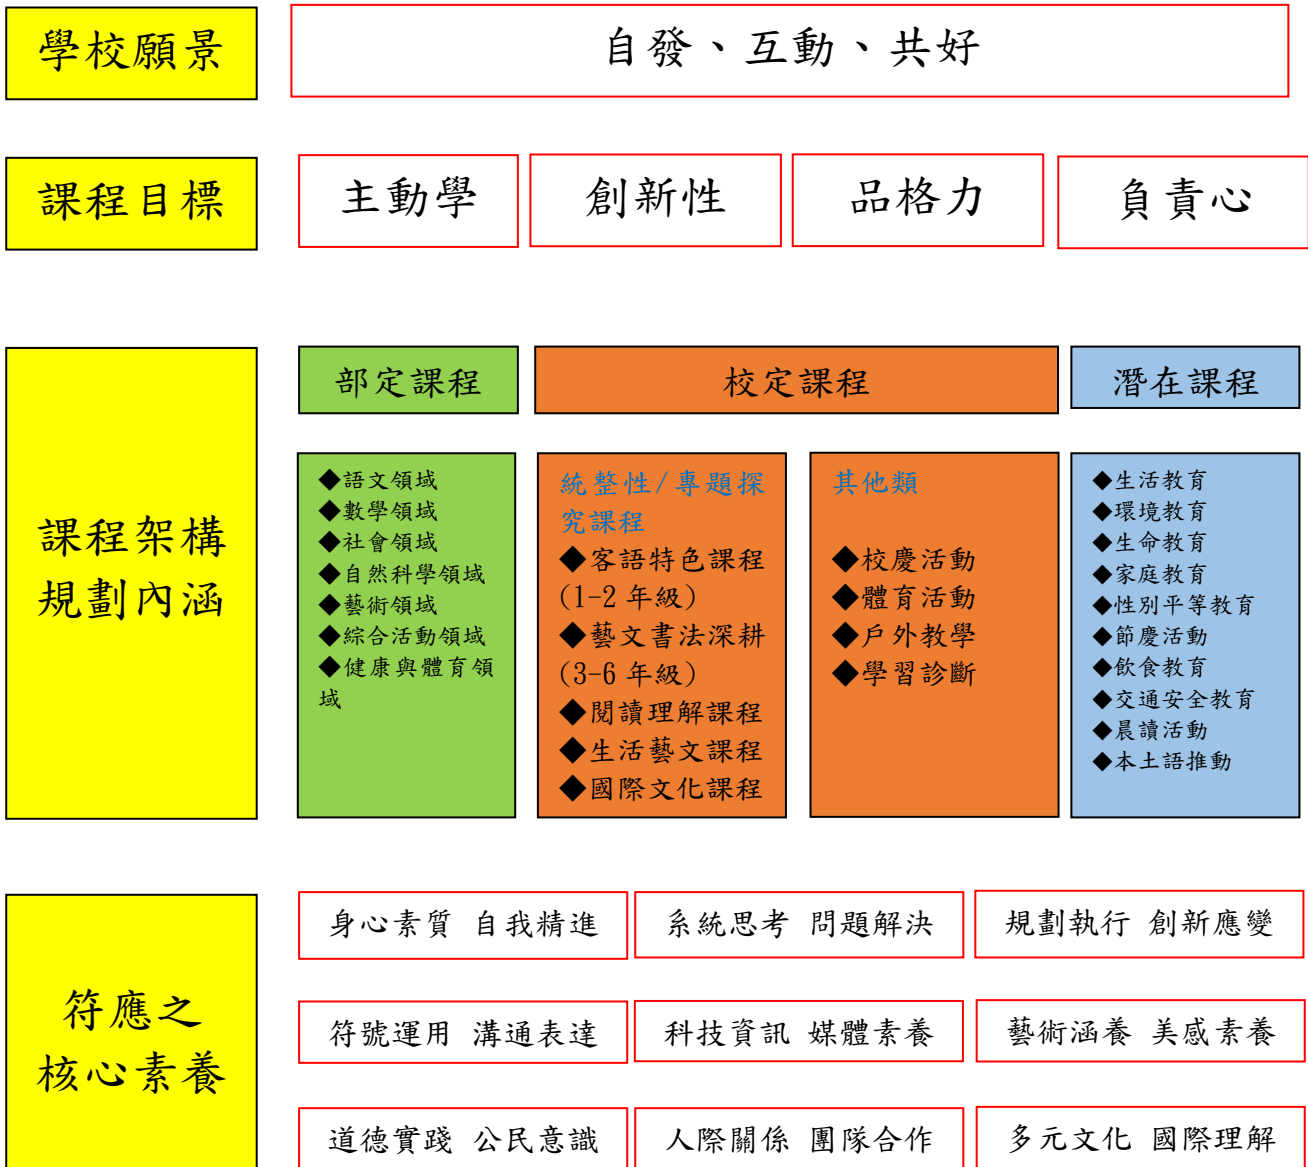 學校願景
自發、互動、共好
課程目標
主動學
創新性
品格力
負責心
課程架構
規劃內涵
部定課程
校定課程
潛在課程
◆語文領域
◆數學領域
◆社會領域
◆自然科學領域
◆藝術領域
◆綜合活動領域
◆健康與體育領
域
統整性/專題探
究課程
◆客語特色課程
(1-2 年級)
◆藝文書法深耕
(3-6 年級)
◆閱讀理解課程
◆生活藝文課程
◆國際文化課程
其他類
◆校慶活動
◆體育活動
◆戶外教學
◆學習診斷
◆生活教育
◆環境教育
◆生命教育
◆家庭教育
◆性別平等教育
◆節慶活動
◆飲食教育
◆交通安全教育
◆晨讀活動
◆本土語推動
符應之
核心素養
身心素質 自我精進
系統思考 問題解決
規劃執行 創新應變
符號運用 溝通表達
科技資訊 媒體素養
藝術涵養 美感素養
道德實踐 公民意識
人際關係 團隊合作
多元文化 國際理解